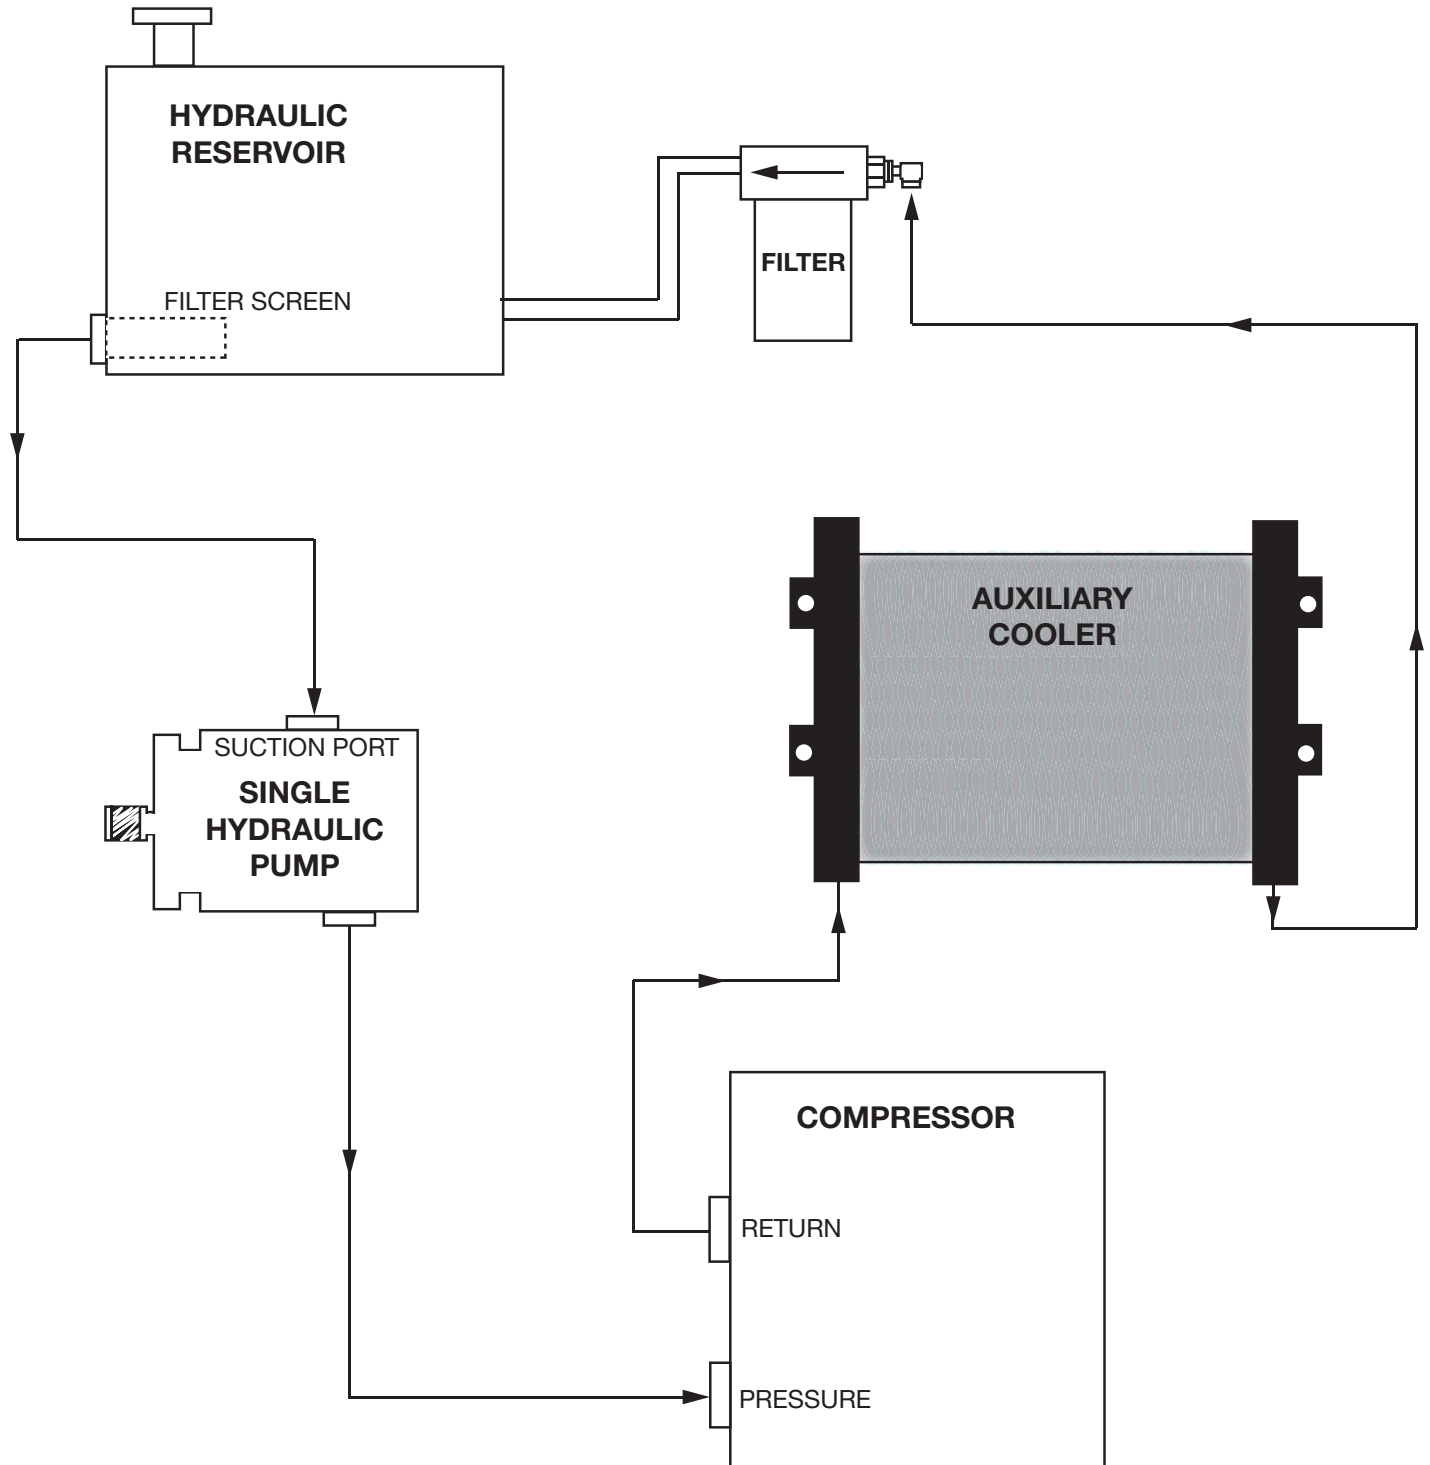 HYDRAULIC
RESERVOIR
FILTER SCREEN
FILTER
AUXILIARY
COOLER
SUCTION PORT
SINGLE
HYDRAULIC
PUMP
COMPRESSOR
RETURN
PRESSURE